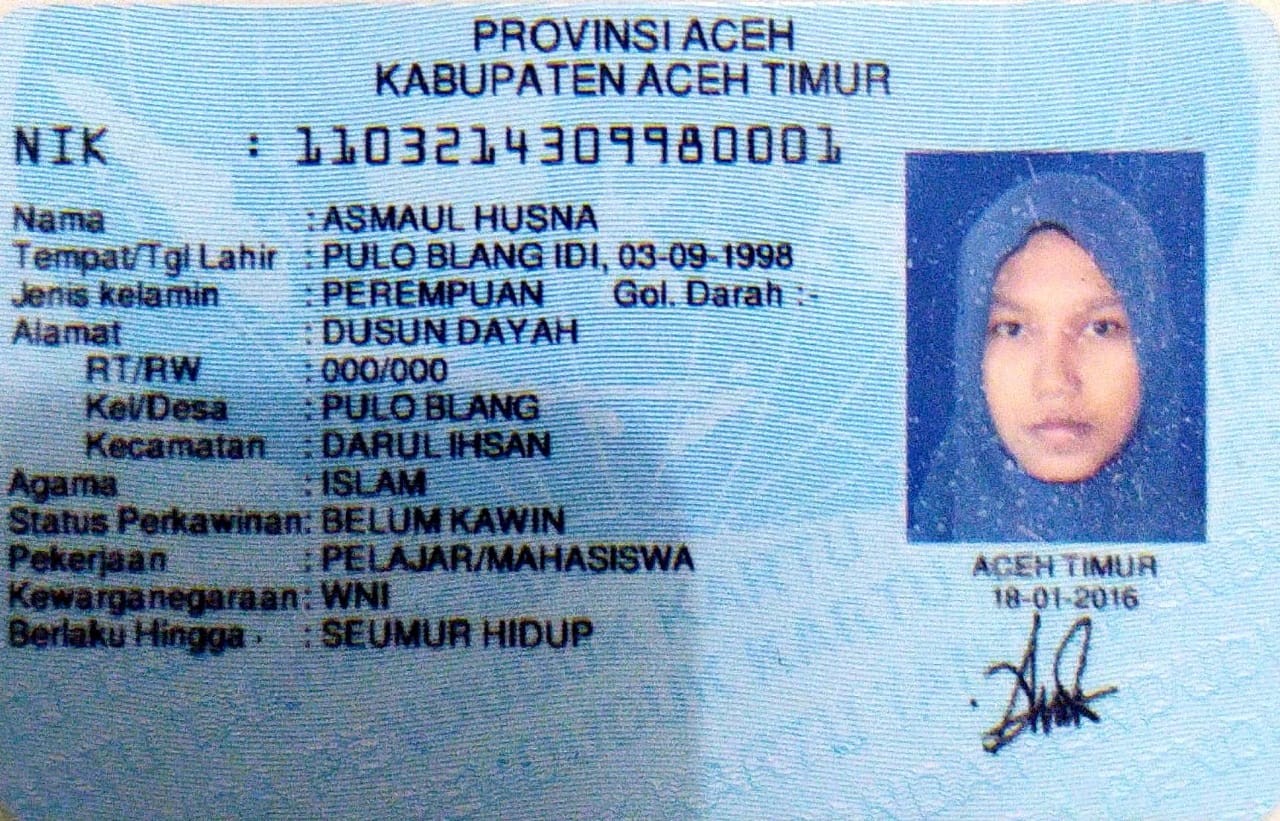 PROVINSI ACEH
KABUPATEN ACEH TIMUR
NIK : 1103214309980001
Nama : ASMAUL HUSNA
Tempat/Tgl Lahir : PULO BLANG IDI, 03-09-1998
Jenis kelamin : PEREMPUAN Gol. Darah :-
Alamat : DUSUN DAYAH
RT/RW : 000/000
Kel/Desa : PULO BLANG
Kecamatan : DARUL IHSAN
Agama : ISLAM
Status Perkawinan: BELUM KAWIN
Pekerjaan : PELAJAR/MAHASISWA
Kewarganegaraan: WNI
Berlaku Hingga : SEUMUR HIDUP
ACEH TIMUR
18-01-2016